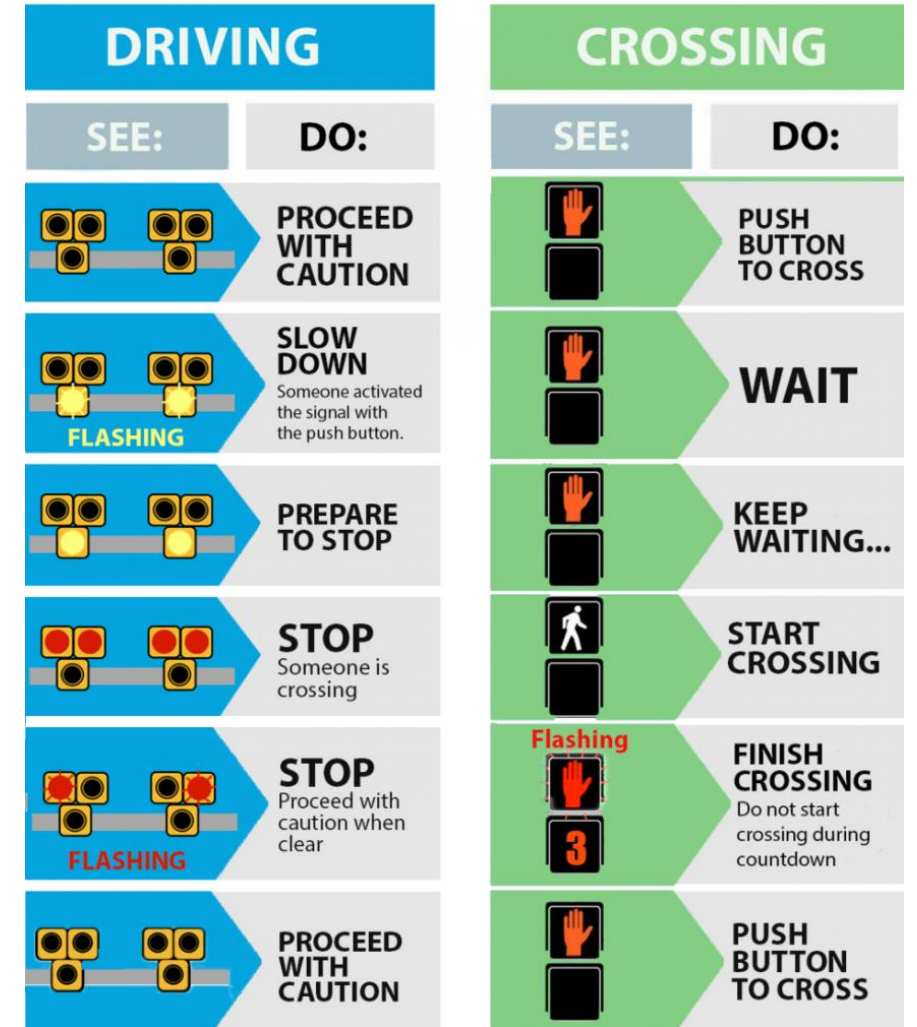 DRIVING
SEE:
DO:
PROCEED
WITH
CAUTION
SLOW
DOWN
Someone activated
the signal with
the push button.
FLASHING
PREPARE
TO STOP
STOP
Someone is
crossing
STOP
Proceed with
caution when
clear
FLASHING
PROCEED
WITH
CAUTION
CROSSING
SEE:
DO:
PUSH
BUTTON
TO CROSS
WAIT
KEEP
WAITING...
START
CROSSING
Flashing
3
FINISH
CROSSING
Do not start
crossing during
countdown
PUSH
BUTTON
TO CROSS